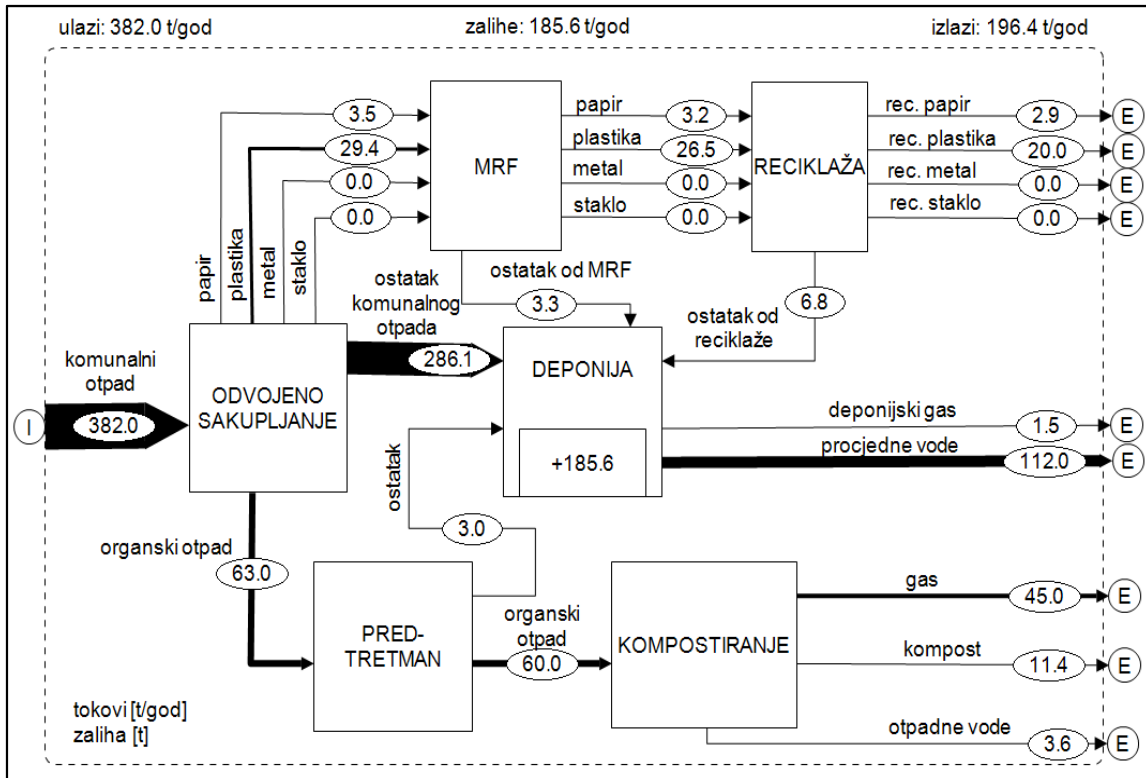 ulazi: 382.0 t/god
zalihe: 185.6 t/god
izlazi: 196.4 t/god
papir
plastika
metal
staklo
3.5
29.4
0.0
0.0
MRF
papir
3.2
plastika
26.5
metal
0.0
staklo
0.0
RECIKLAŽA
rec. papir
2.9
E
rec. plastika
20.0
E
rec. metal
0.0
E
rec. staklo
0.0
E
ostatak od MRF
3.3
6.8
ostatak od
reciklaže
ostatak
komunalnog
otpada
286.1
komunalni
otpad
I
382.0
ODVOJENO
SAKUPLJANJE
DEPONIJA
+185.6
deponijski gas
1.5
E
procjedne vode
112.0
E
ostatak
3.0
organski otpad
63.0
PRED-
TRETMAN
organski
otpad
60.0
KOMPOSTIRANJE
gas
45.0
E
kompost
11.4
E
otpadne vode
3.6
E
tokovi [t/god]
zaliha [t]